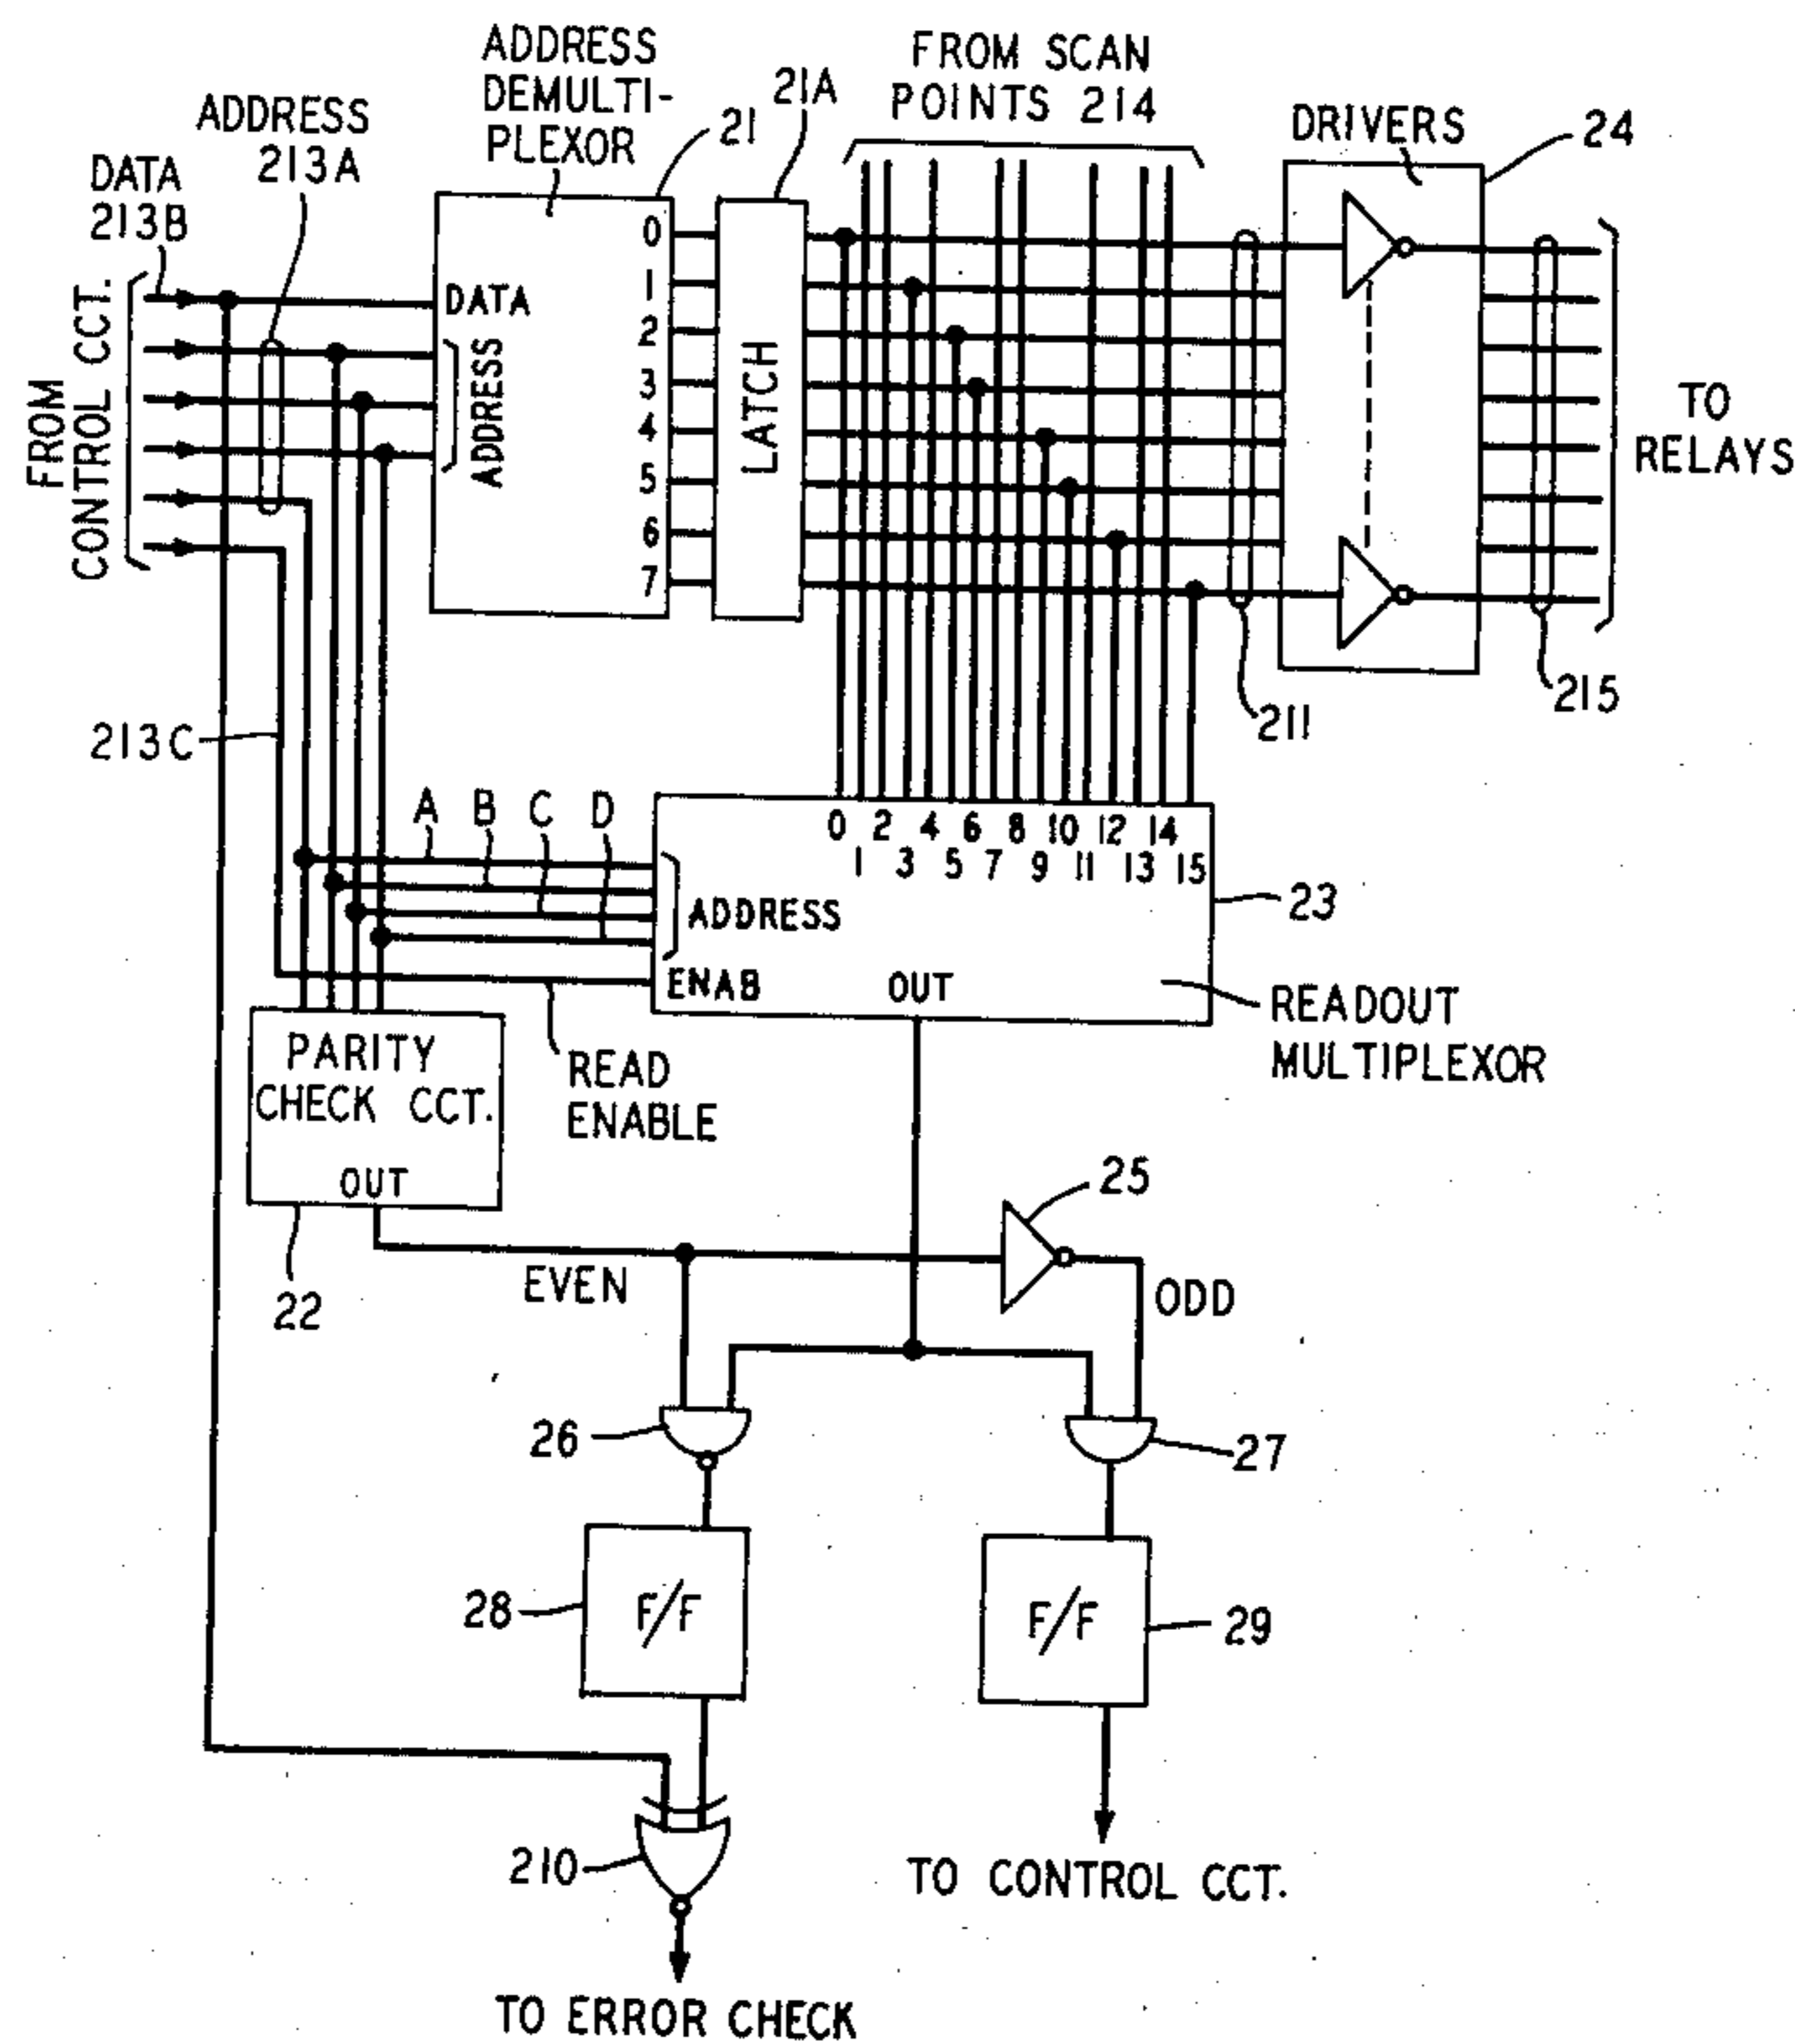 ADDRESS
DEMULTI-
PLEXOR
21
21A
FROM SCAN
POINTS 214
DRIVERS
24
ADDRESS
213A
DATA
213B
FROM
CONTROL CCT.
DATA
ADDRESS
0
1
2
3
4
5
6
7
LATCH
TO
RELAYS
211
215
213C
A B C D
0 2 4 6 8 10 12 14
1 3 5 7 9 11 13 15
ADDRESS
ENAB
OUT
23
READOUT
MULTIPLEXOR
READ
ENABLE
PARITY
CHECK CCT.
OUT
22
EVEN
25
ODD
26
27
28
F/F
F/F
29
210
TO CONTROL CCT.
TO ERROR CHECK